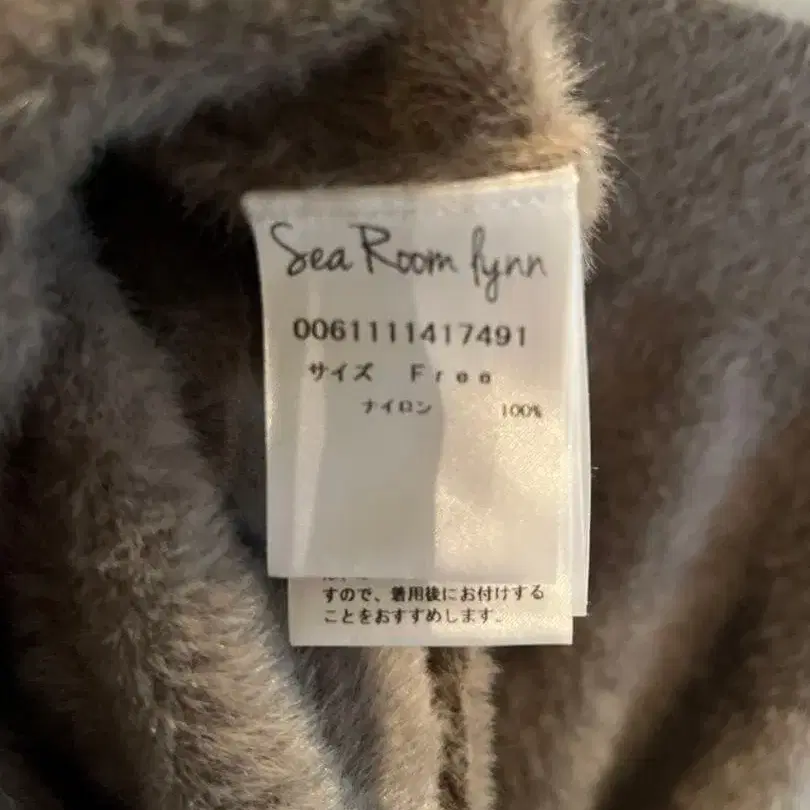 Sea Room lynn
0061111417491
サイズ Free
ナイロン 100%
すので、着用後にお付けする
ことをおすすめします。